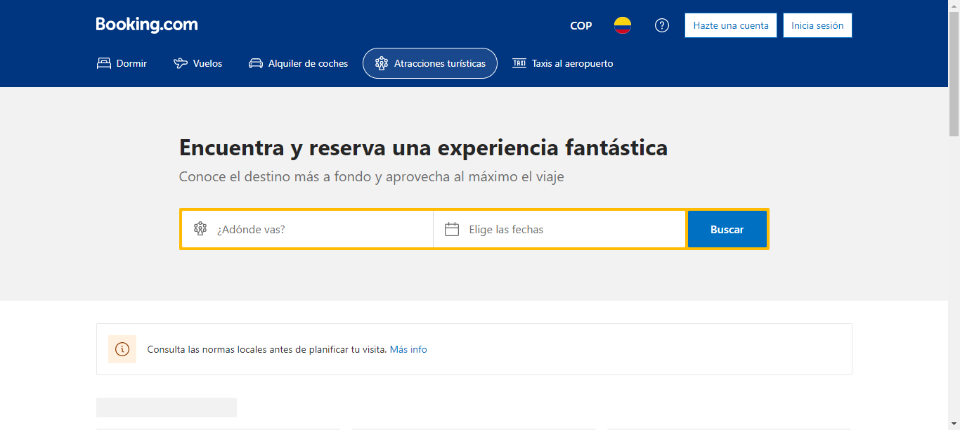 Booking.com
COP
Hazte una cuenta
Inicia sesión
Dormir
Vuelos
Alquiler de coches
Atracciones turísticas
TAXI
Taxis al aeropuerto
Encuentra y reserva una experiencia fantástica
Conoce el destino más a fondo y aprovecha al máximo el viaje
¿Adónde vas?
Elige las fechas
Buscar
Consulta las normas locales antes de planificar tu visita. Más info